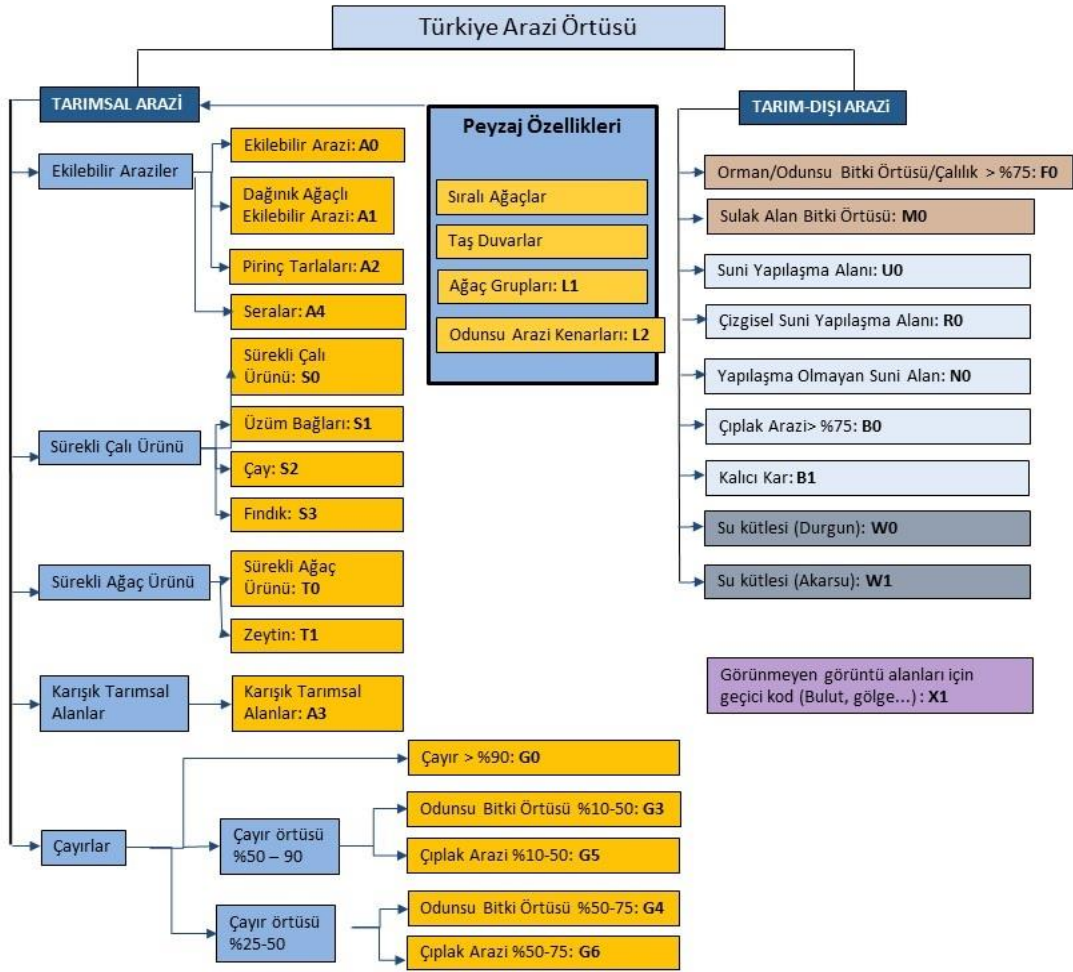 Türkiye Arazi Örtüsü
TARIMSAL ARAZİ
Ekilebilir Araziler
Ekilebilir Arazi: A0
Dağınık Ağaçlı
Ekilebilir Arazi: A1
Pirinç Tarlaları: A2
Seralar: A4
Sürekli Çalı Ürünü
Sürekli Çalı
Ürünü: S0
Üzüm Bağları: S1
Çay: S2
Fındık: S3
Sürekli Ağaç Ürünü
Sürekli Ağaç
Ürünü: T0
Zeytin: T1
Karışık Tarımsal
Alanlar
Karışık Tarımsal
Alanlar: A3
Çayırlar
Çayır > %90: G0
Çayır örtüsü
%50 – 90
Odunsu Bitki Örtüsü %10-50: G3
Çıplak Arazi %10-50: G5
Çayır örtüsü
%25-50
Odunsu Bitki Örtüsü %50-75: G4
Çıplak Arazi %50-75: G6
Peyzaj Özellikleri
Sıralı Ağaçlar
Taş Duvarlar
Ağaç Grupları: L1
Odunsu Arazi Kenarları: L2
TARIM-DIŞI ARAZi
Orman/Odunsu Bitki Örtüsü/Çalılık > %75: F0
Sulak Alan Bitki Örtüsü: M0
Suni Yapılaşma Alanı: U0
Çizgisel Suni Yapılaşma Alanı: R0
Yapılaşma Olmayan Suni Alan: N0
Çıplak Arazi> %75: B0
Kalıcı Kar: B1
Su kütlesi (Durgun): W0
Su kütlesi (Akarsu): W1
Görünmeyen görüntü alanları için
geçici kod (Bulut, gölge...) : X1